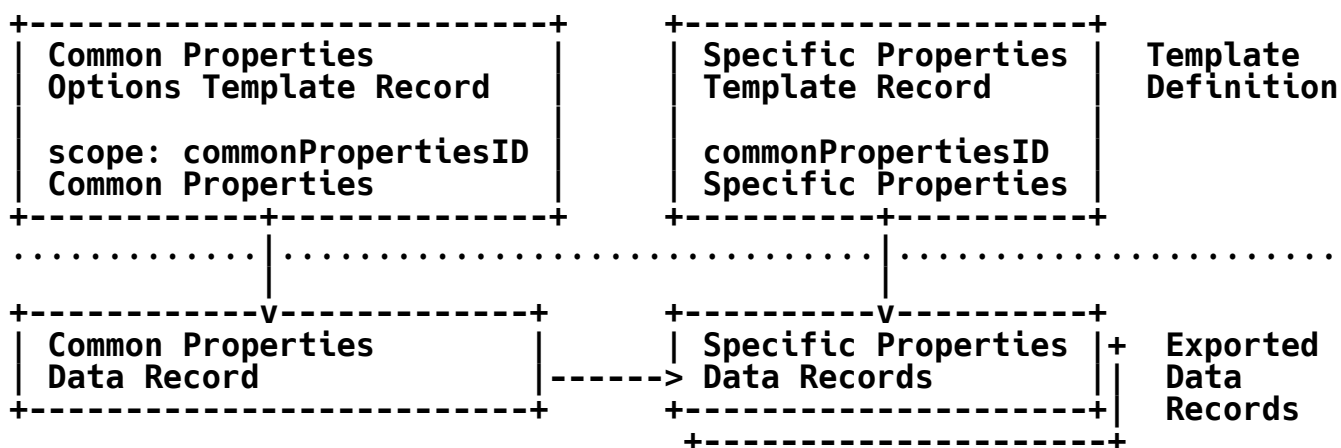 Common Properties
Options Template Record
scope: commonPropertiesID
Common Properties
Specific Properties
Template Record
commonPropertiesID
Specific Properties
Template
Definition
Common Properties
Data Record
Specific Properties
Data Records
Exported
Data
Records